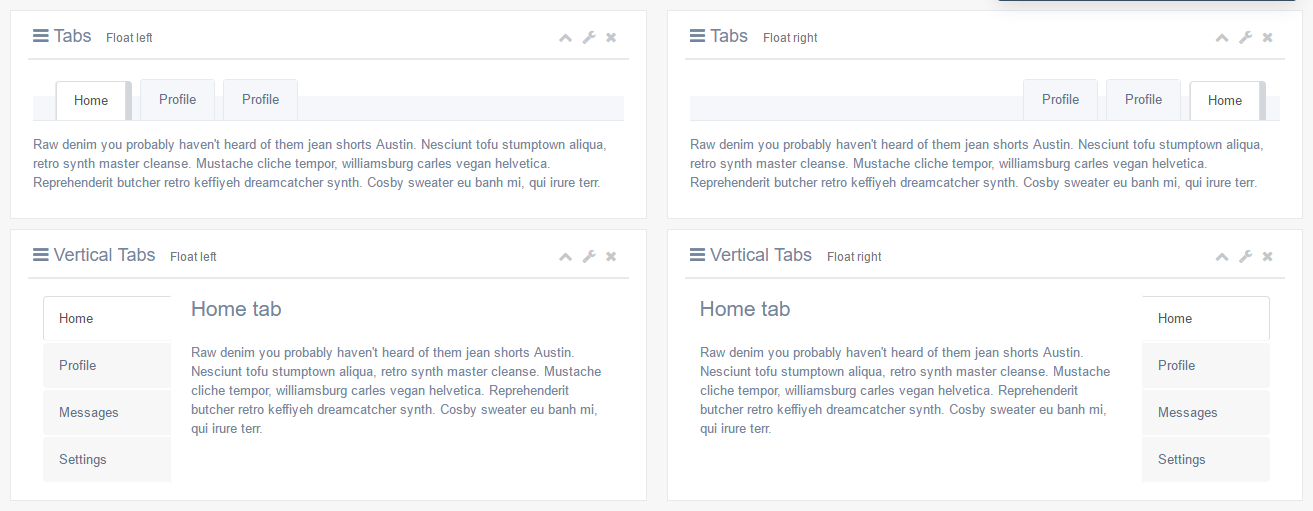 Tabs Float left
Home Profile Profile
Raw denim you probably haven't heard of them jean shorts Austin. Nesciunt tofu stumptown aliqua,
retro synth master cleanse. Mustache cliche tempor, williamsburg carles vegan helvetica.
Reprehenderit butcher retro keffiyeh dreamcatcher synth. Cosby sweater eu banh mi, qui irure terr.
Tabs Float right
Profile Profile Home
Raw denim you probably haven't heard of them jean shorts Austin. Nesciunt tofu stumptown aliqua,
retro synth master cleanse. Mustache cliche tempor, williamsburg carles vegan helvetica.
Reprehenderit butcher retro keffiyeh dreamcatcher synth. Cosby sweater eu banh mi, qui irure terr.
Vertical Tabs Float left
Home
Profile
Messages
Settings
Home tab
Raw denim you probably haven't heard of them jean shorts Austin.
Nesciunt tofu stumptown aliqua, retro synth master cleanse. Mustache
cliche tempor, williamsburg carles vegan helvetica. Reprehenderit
butcher retro keffiyeh dreamcatcher synth. Cosby sweater eu banh mi,
qui irure terr.
Vertical Tabs Float right
Home tab
Raw denim you probably haven't heard of them jean shorts Austin.
Nesciunt tofu stumptown aliqua, retro synth master cleanse. Mustache
cliche tempor, williamsburg carles vegan helvetica. Reprehenderit
butcher retro keffiyeh dreamcatcher synth. Cosby sweater eu banh mi,
qui irure terr.
Home
Profile
Messages
Settings